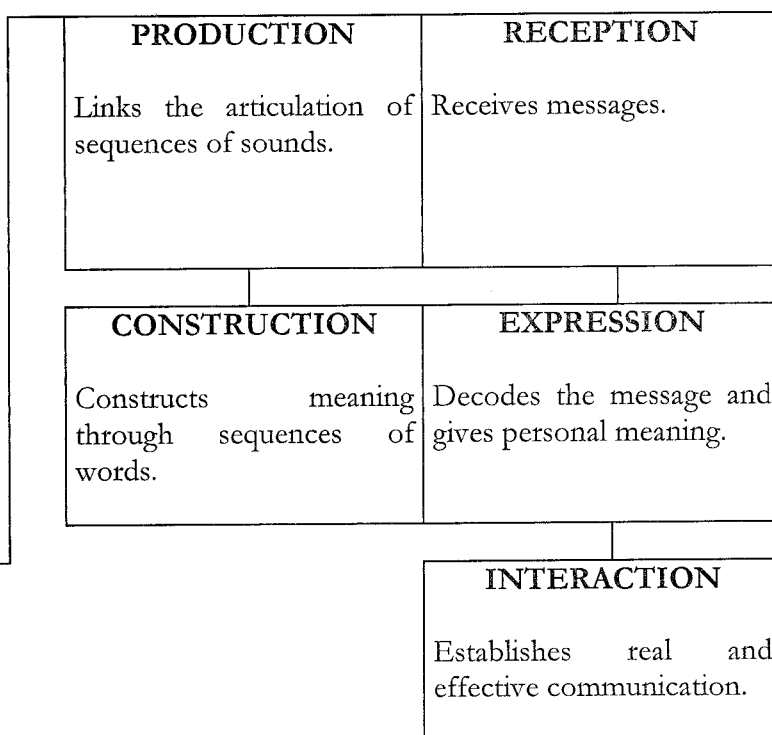 PRODUCTION
Links the articulation of
sequences of sounds.
RECEPTION
Receives messages.
CONSTRUCTION
Constructs meaning
through sequences of
words.
EXPRESSION
Decodes the message and
gives personal meaning.
INTERACTION
Establishes real and
effective communication.